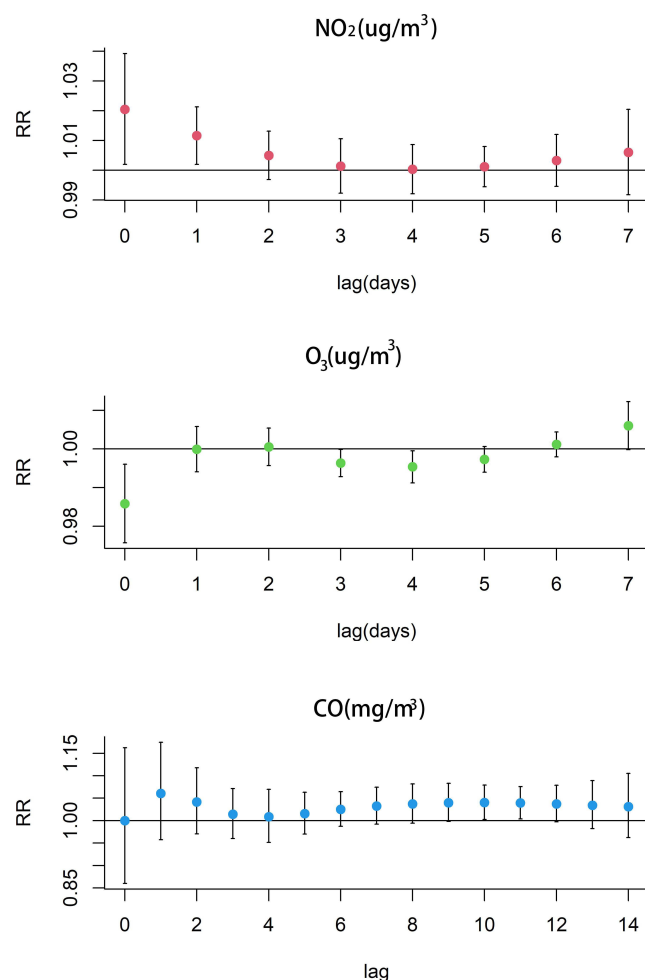 NO₂(ug/m³)
RR
1.03
1.01
0.99
0 1 2 3 4 5 6 7
lag(days)
O₃(ug/m³)
RR
1.00
0.98
0 1 2 3 4 5 6 7
lag(days)
CO(mg/m³)
RR
1.15
1.00
0.85
0 2 4 6 8 10 12 14
lag